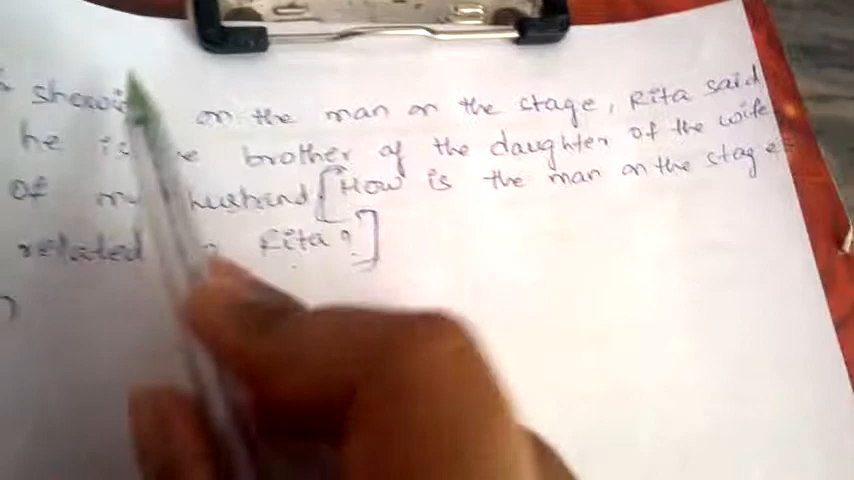 on the man on the stage, Rita said
he is brother of the daughter of the wife
of husband [How is the man on the stage
related Rita?]
)